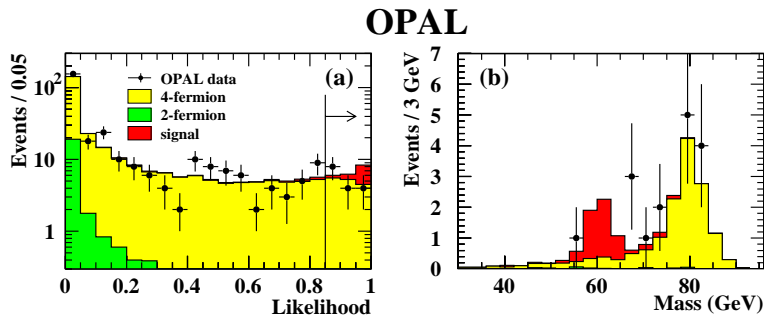 OPAL
Events / 0.05
10²
10
1
(a)
OPAL data
4-fermion
2-fermion
signal
0 0.2 0.4 0.6 0.8 1
Likelihood
Events / 3 GeV
7
6
5
4
3
2
1
0
(b)
40 60 80
Mass (GeV)